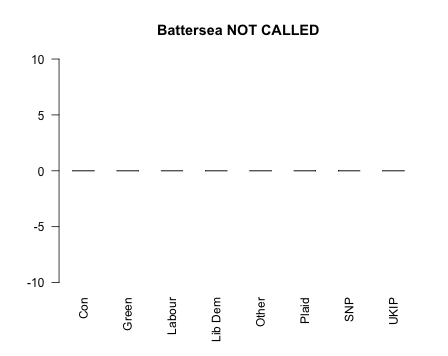 Battersea NOT CALLED
10
5
0
-5
-10
Con
Green
Labour
Lib Dem
Other
Plaid
SNP
UKIP